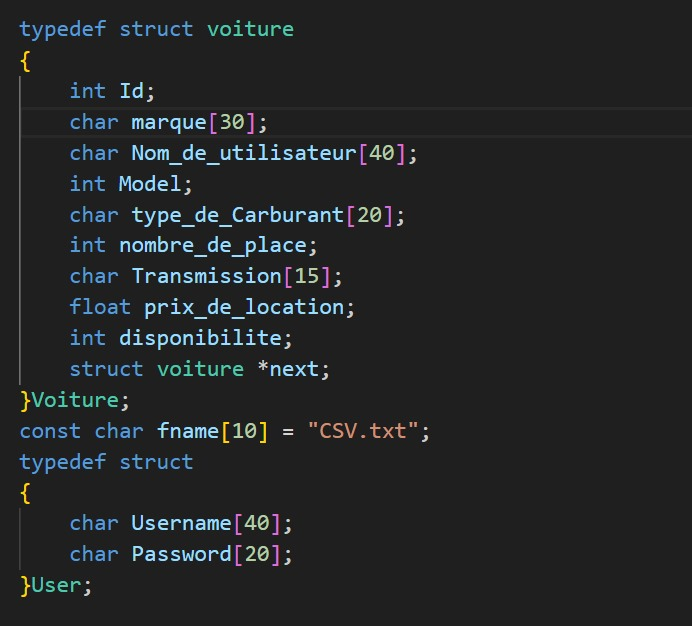 typedef struct voiture
{
    int Id;
    char marque[30];
    char Nom_de_utilisateur[40];
    int Model;
    char type_de_Carburant[20];
    int nombre_de_place;
    char Transmission[15];
    float prix_de_location;
    int disponibilite;
    struct voiture *next;
}Voiture;
const char fname[10] = "CSV.txt";
typedef struct
{
    char Username[40];
    char Password[20];
}User;